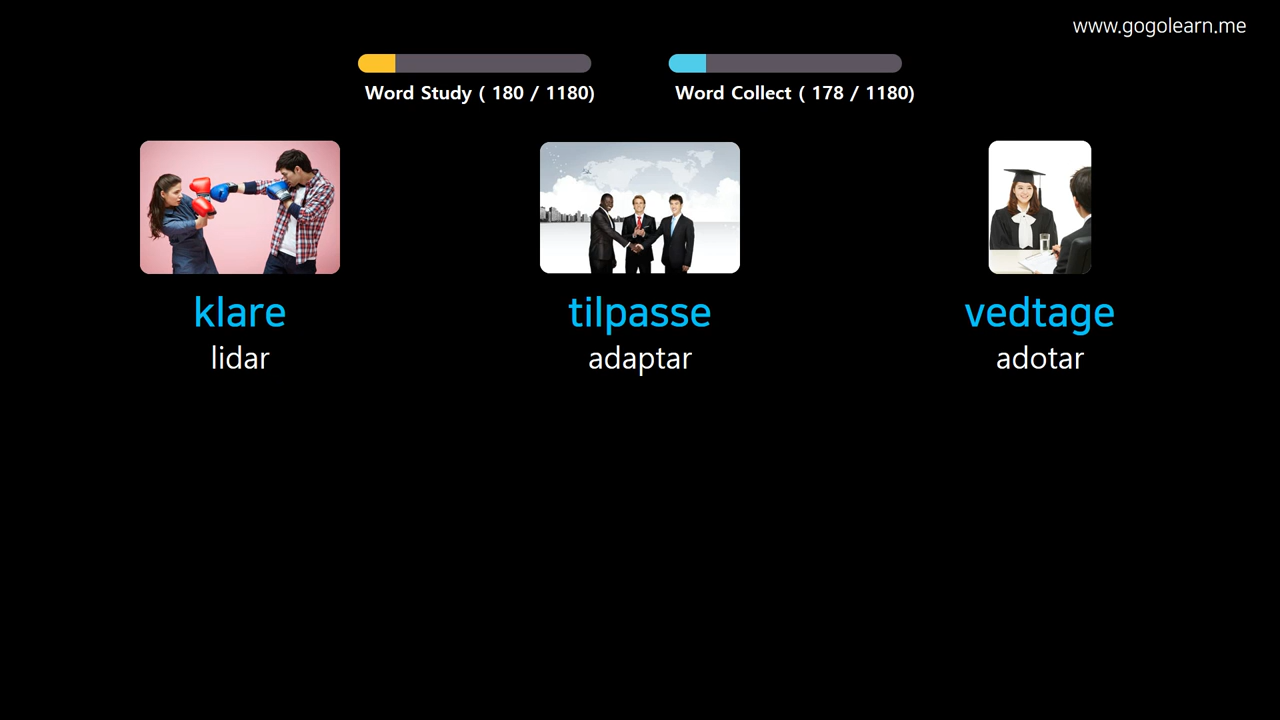 www.gogolearn.me
Word Study ( 180 / 1180)
Word Collect ( 178 / 1180)
klare
tilpasse
vedtage
lidar
adaptar
adotar